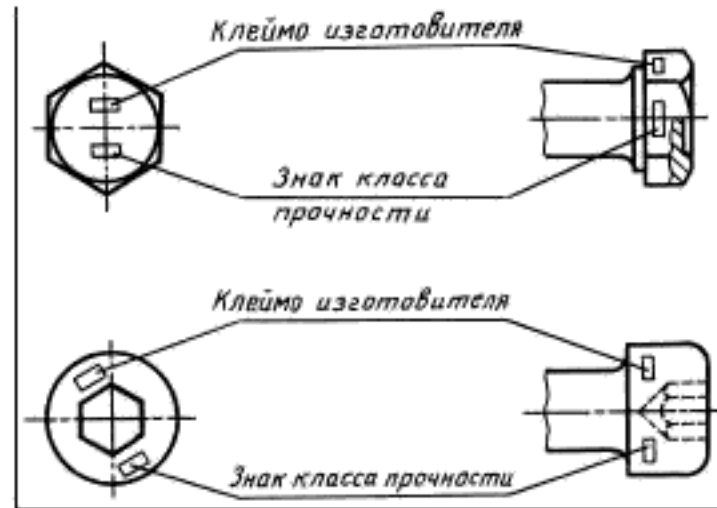 Клеймо изготовителя
Знак класса
прочности
Клеймо изготовителя
Знак класса прочности